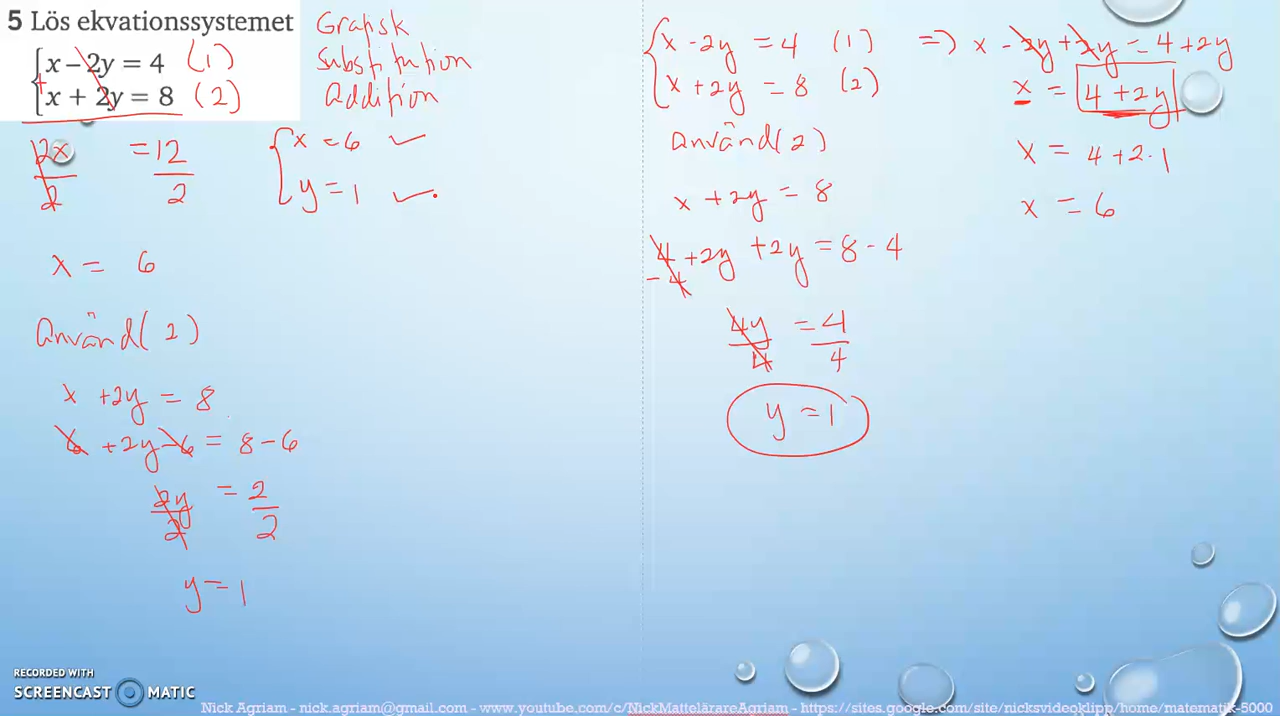 5 Lös ekvationssystemet
x − 2y = 4 (1)
+ x + 2y = 8 (2)
Grafisk
Substitution
Addition
2x/2 = 12/2
x = 6 ✓
y = 1 ✓
x = 6
Använd (2)
x + 2y = 8
6 + 2y − 6 = 8 − 6
2y/2 = 2/2
y = 1
x − 2y = 4 (1) => x − 2y + 2y = 4 + 2y
x + 2y = 8 (2)
x = 4 + 2y
Använd (2)
x = 4 + 2·1
x + 2y = 8
x = 6
4 + 2y + 2y = 8 − 4
− 4
4y/4 = 4/4
y = 1
RECORDED WITH
SCREENCAST MATIC
Nick Agriam - nick.agriam@gmail.com - www.youtube.com/c/NickMattelärareAgriam - https://sites.google.com/site/nicksvideoklipp/home/matematik-5000